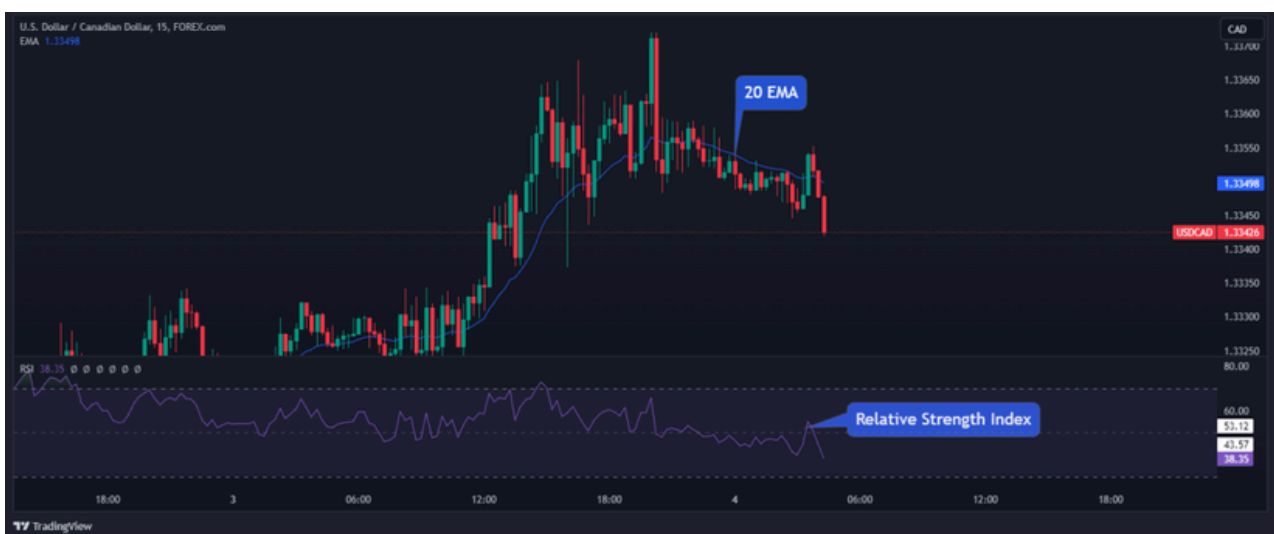 U.S. Dollar / Canadian Dollar, 15, FOREX.com
EMA 1.33498
CAD
1.33700
1.33650
20 EMA
1.33600
1.33550
1.33498
1.33450
USDCAD 1.33426
1.33400
1.33350
1.33300
1.33250
RSI 38.35 Ø Ø Ø Ø Ø Ø
80.00
60.00
Relative Strength Index
53.12
43.57
38.35
18:00 3 06:00 12:00 18:00 4 06:00 12:00 18:00
TradingView